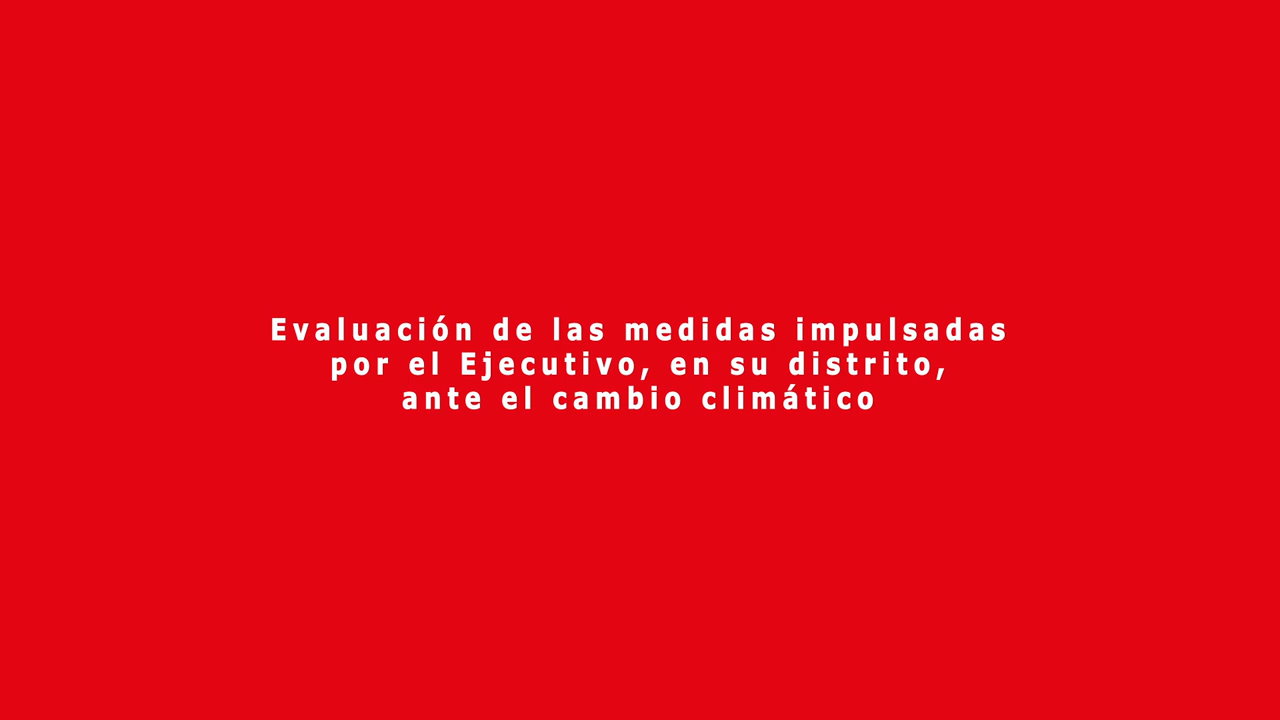 Evaluación de las medidas impulsadas
por el Ejecutivo, en su distrito,
ante el cambio climático